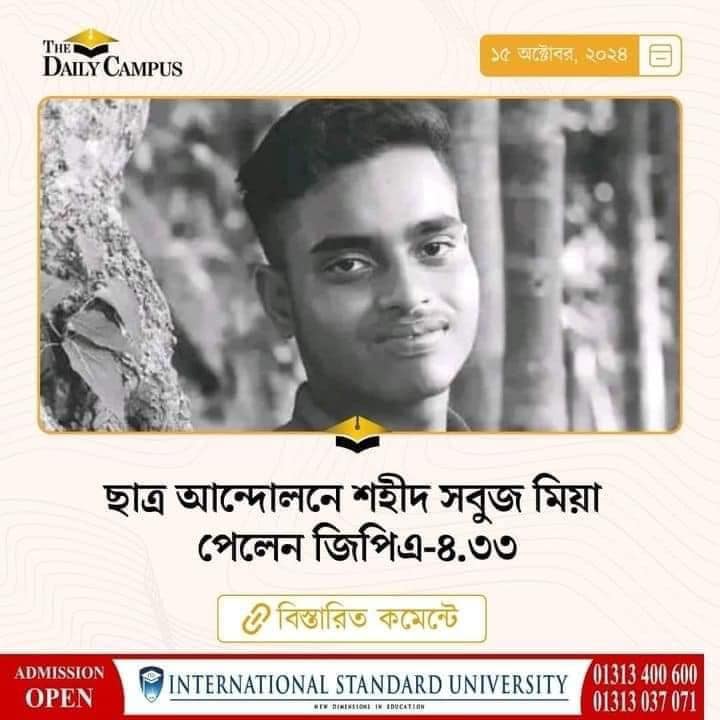 THE
DAILY CAMPUS
১৫ অক্টোবর, ২০২৪
ছাত্র আন্দোলনে শহীদ সবুজ মিয়া
পেলেন জিপিএ-৪.৩৩
বিস্তারিত কমেন্টে
ADMISSION
OPEN
INTERNATIONAL STANDARD UNIVERSITY
NEW DIMENSIONS IN EDUCATION
01313 400 600
01313 037 071